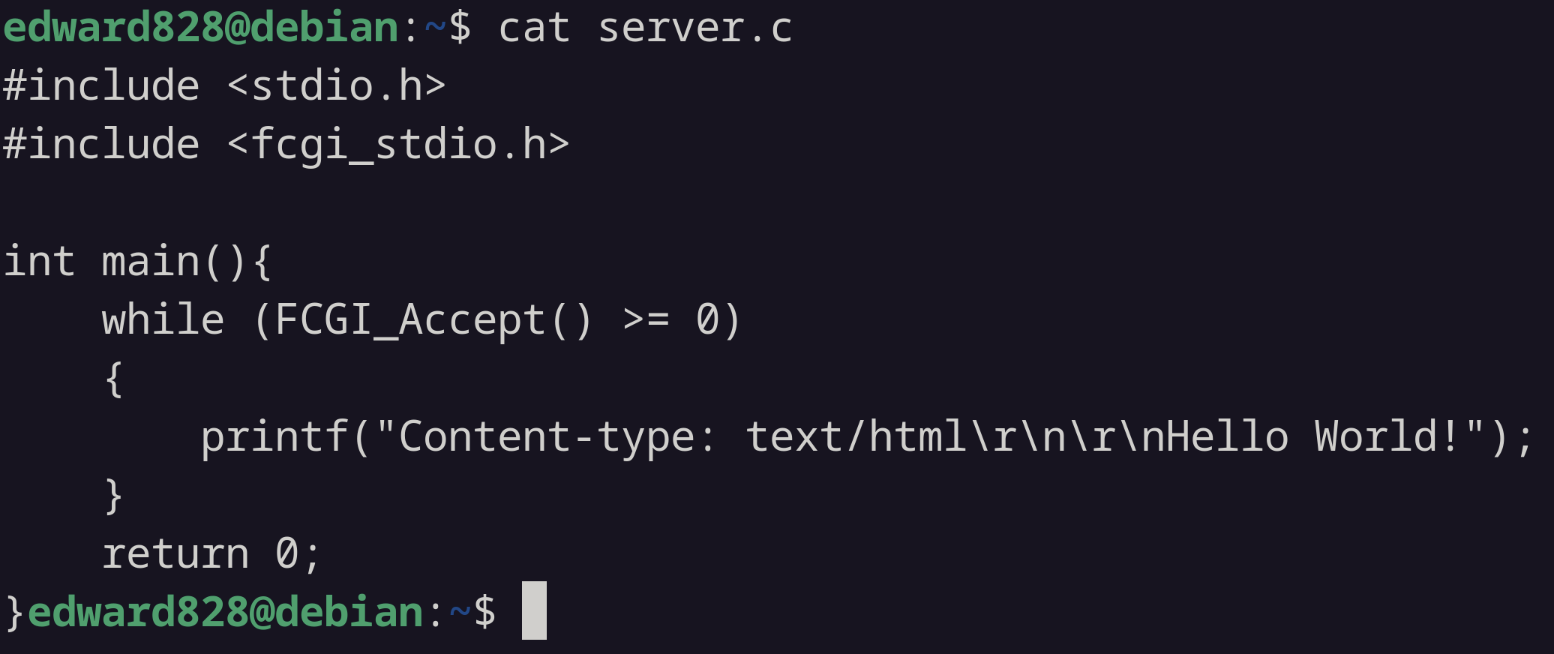 edward828@debian:~$ cat server.c
#include <stdio.h>
#include <fcgi_stdio.h>

int main(){
    while (FCGI_Accept() >= 0)
    {
        printf("Content-type: text/html\r\n\r\nHello World!");
    }
    return 0;
}edward828@debian:~$